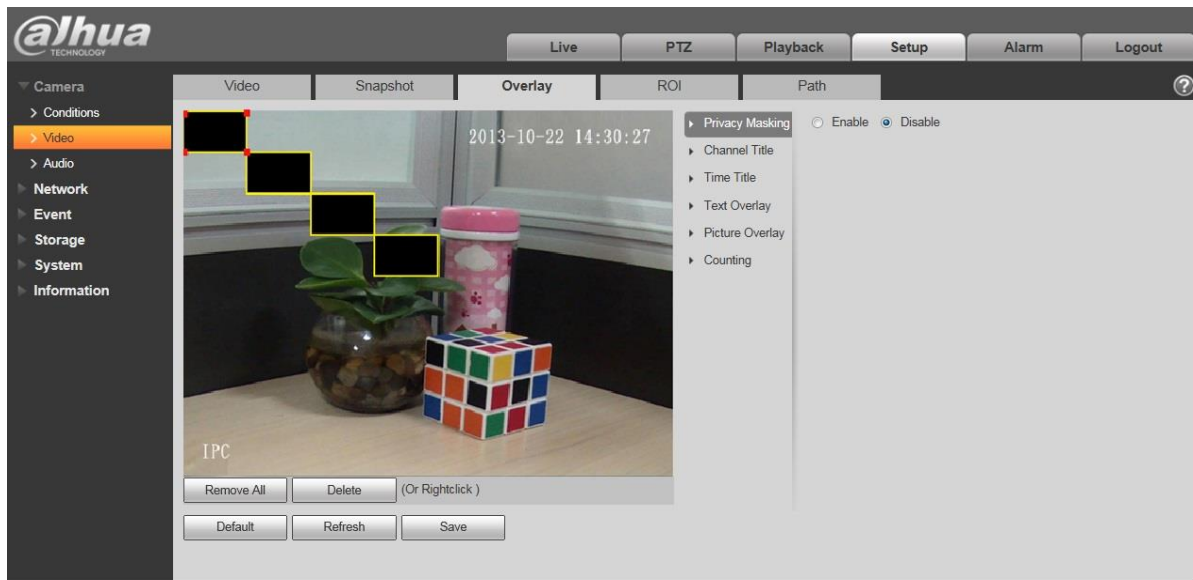 alhua
TECHNOLOGY
Live PTZ Playback Setup Alarm Logout
Camera
Conditions
Video
Audio
Network
Event
Storage
System
Information
Video Snapshot Overlay ROI Path ?
2013-10-22 14:30:27
IPC
Privacy Masking Enable Disable
Channel Title
Time Title
Text Overlay
Picture Overlay
Counting
Remove All Delete (Or Rightclick )
Default Refresh Save